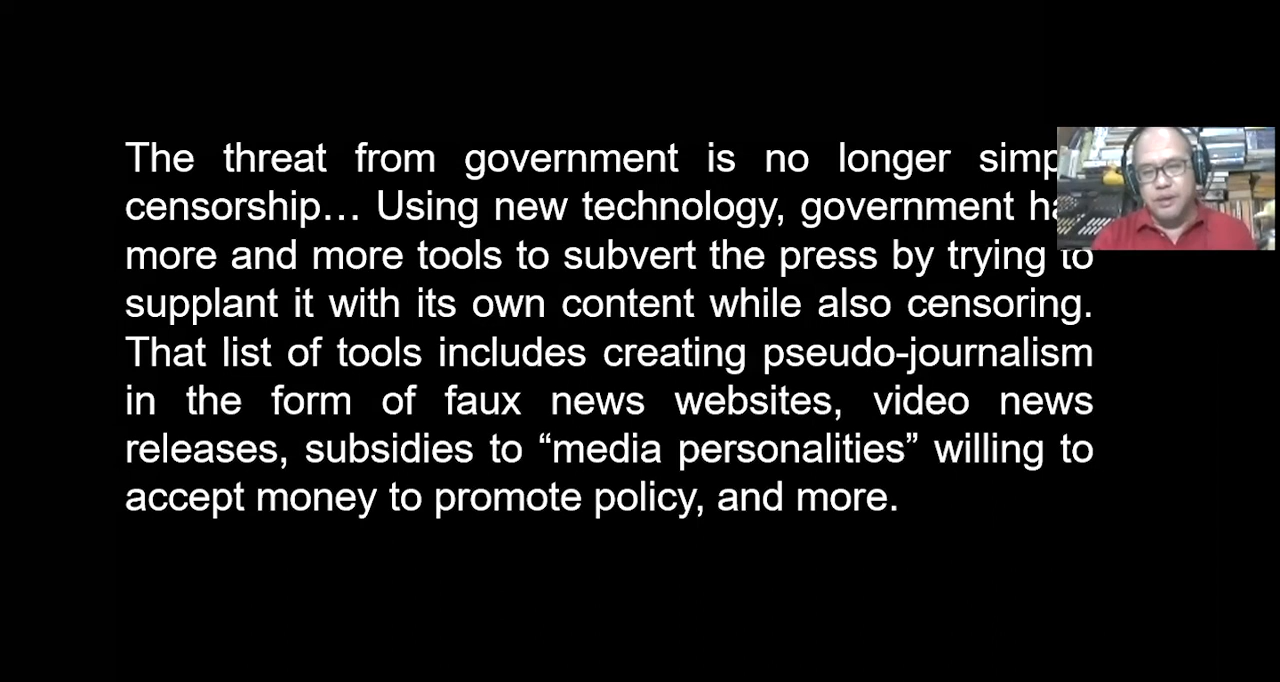 The threat from government is no longer
censorship… Using new technology, government
more and more tools to subvert the press by trying to
supplant it with its own content while also censoring.
That list of tools includes creating pseudo-journalism
in the form of faux news websites, video news
releases, subsidies to “media personalities” willing to
accept money to promote policy, and more.